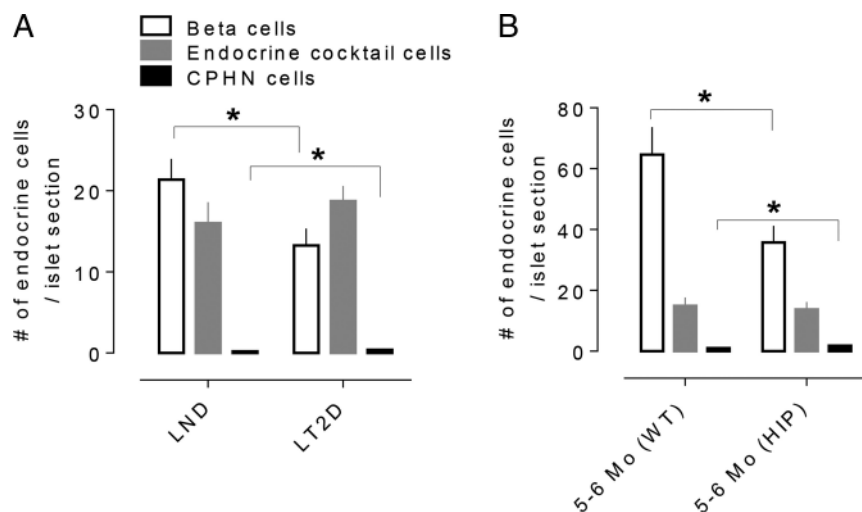 A
Beta cells
Endocrine cocktail cells
CPHN cells
# of endocrine cells
/ islet section
30
20
10
0
*
*
LND
LT2D
B
# of endocrine cells
/ islet section
80
60
40
20
0
*
*
5-6 Mo (WT)
5-6 Mo (HIP)